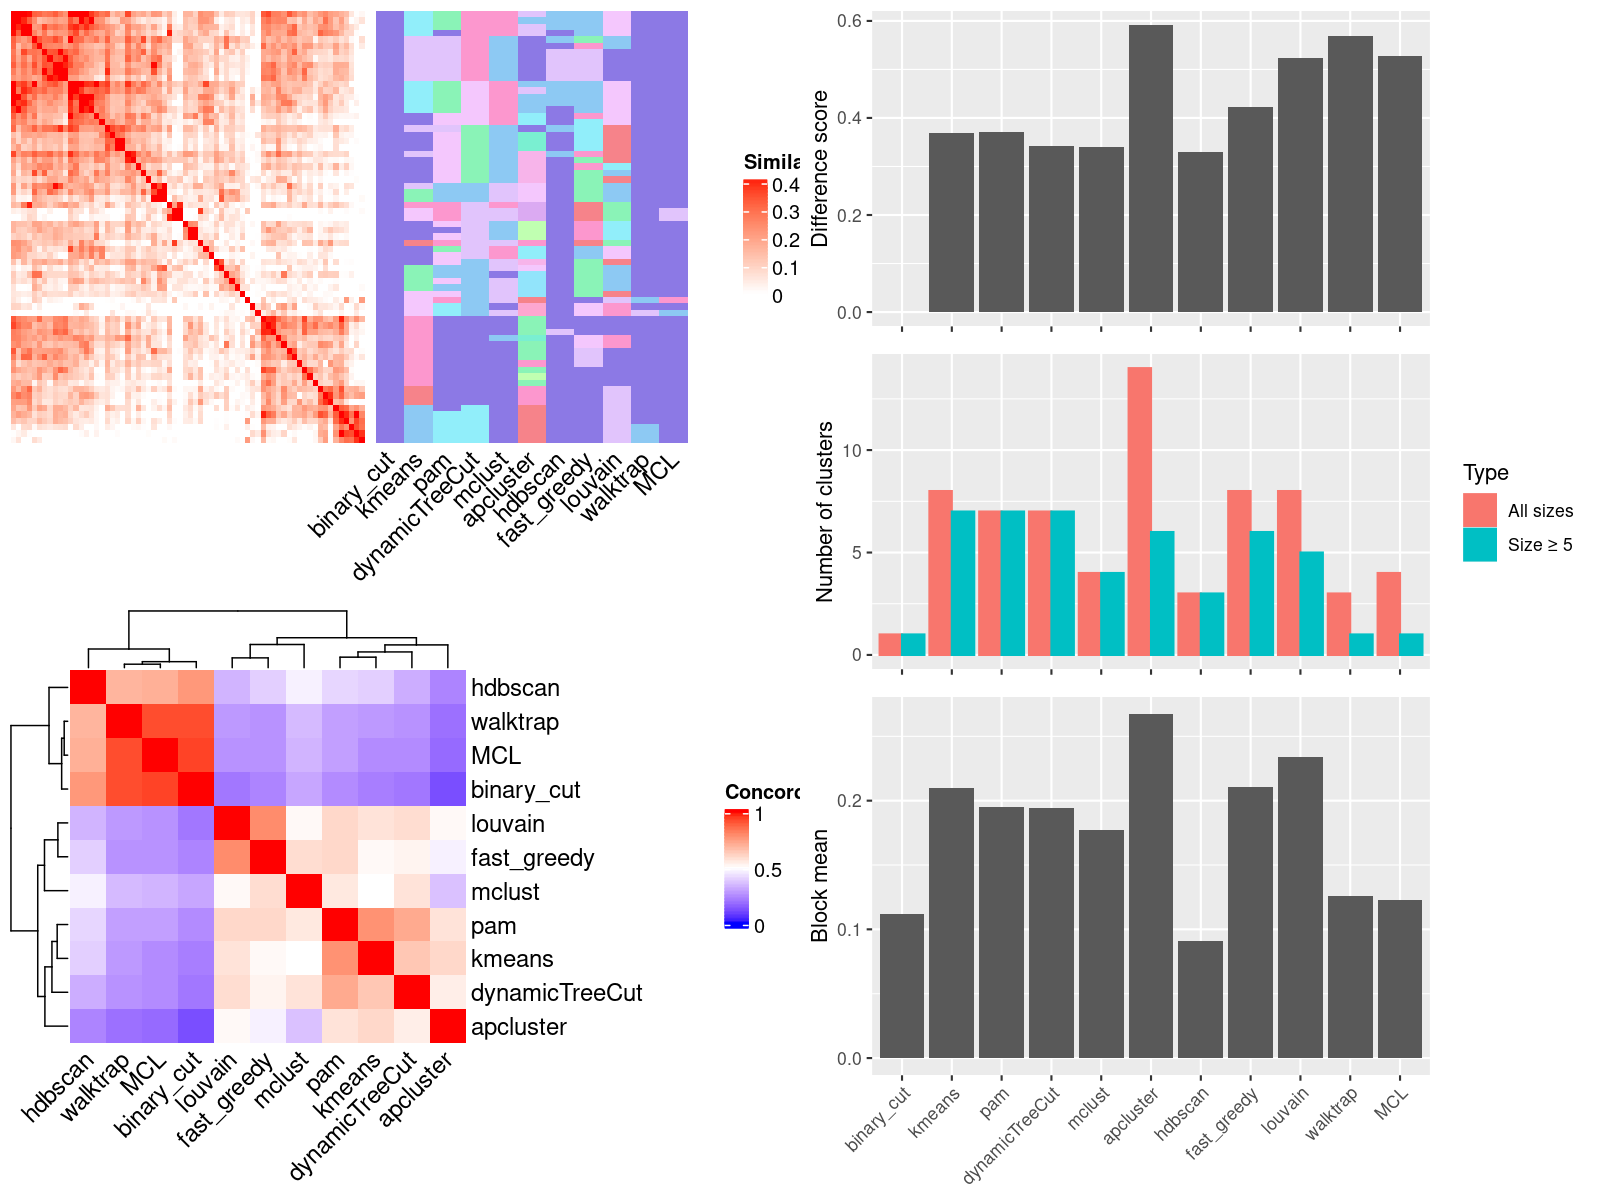 Simila
0.4
0.3
0.2
0.1
0
binary_cut
kmeans
pam
dynamicTreeCut
mclust
apcluster
hdbscan
fast_greedy
louvain
walktrap
MCL
hdbscan
walktrap
MCL
binary_cut
louvain
fast_greedy
mclust
pam
kmeans
dynamicTreeCut
apcluster
hdbscan
walktrap
MCL
binary_cut
louvain
fast_greedy
mclust
pam
kmeans
dynamicTreeCut
apcluster
Concord
1
0.5
0
Difference score
0.6
0.4
0.2
0.0
Number of clusters
10
5
0
Type
All sizes
Size ≥ 5
Block mean
0.2
0.1
0.0
binary_cut
kmeans
pam
dynamicTreeCut
mclust
apcluster
hdbscan
fast_greedy
louvain
walktrap
MCL